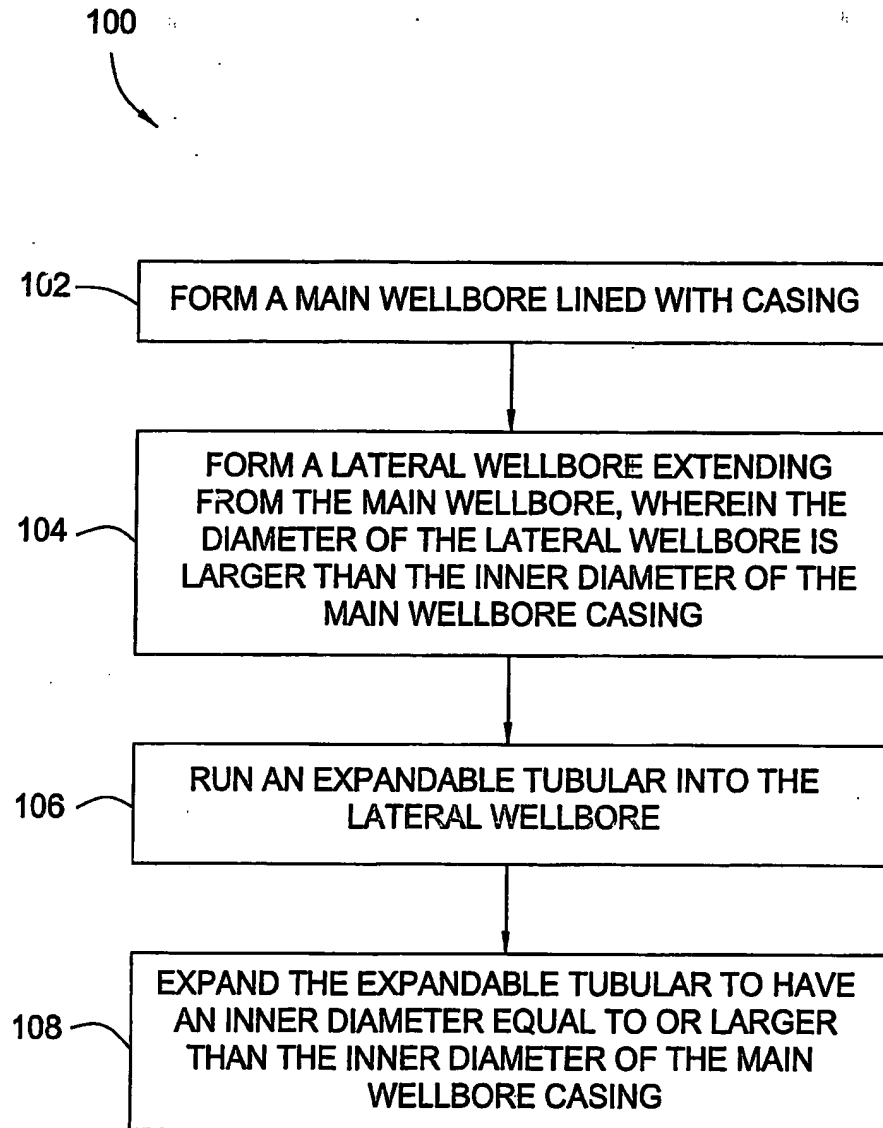 100
102
FORM A MAIN WELLBORE LINED WITH CASING
104
FORM A LATERAL WELLBORE EXTENDING
FROM THE MAIN WELLBORE, WHEREIN THE
DIAMETER OF THE LATERAL WELLBORE IS
LARGER THAN THE INNER DIAMETER OF THE
MAIN WELLBORE CASING
106
RUN AN EXPANDABLE TUBULAR INTO THE
LATERAL WELLBORE
108
EXPAND THE EXPANDABLE TUBULAR TO HAVE
AN INNER DIAMETER EQUAL TO OR LARGER
THAN THE INNER DIAMETER OF THE MAIN
WELLBORE CASING